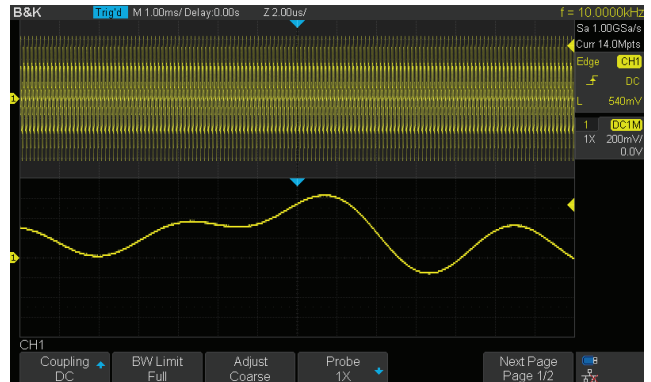 B&K Trig'd M 1.00ms/ Delay:0.00s Z 2.00us/ f = 10.0000kHz
Sa 1.00GSa/s
Curr 14.0Mpts
Edge CH1
DC
L 540mV
1 DC1M
1X 200mV/
0.0V
1
1
CH1
Coupling BW Limit Adjust Probe Next Page
DC Full Coarse 1X Page 1/2
B